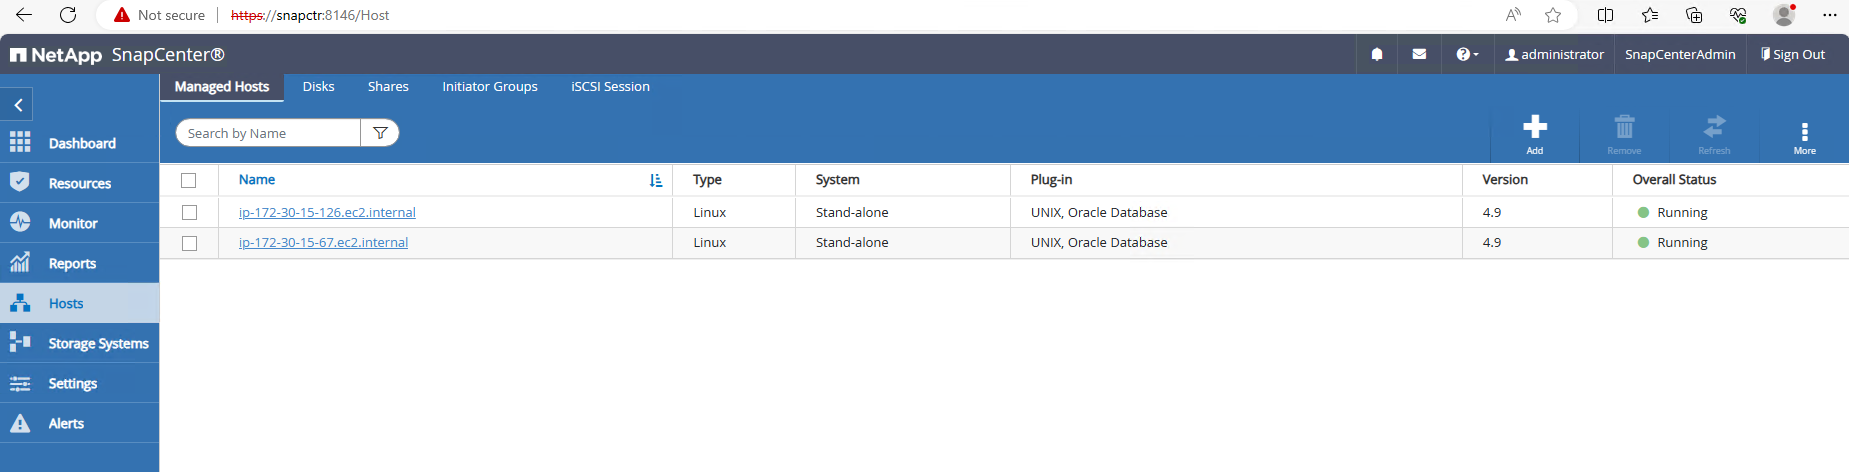 Not secure | https://snapctr:8146/Host
NetApp SnapCenter® administrator SnapCenterAdmin Sign Out
Managed Hosts Disks Shares Initiator Groups iSCSI Session
Search by Name
Add Remove Refresh More
Dashboard
Resources
Monitor
Reports
Hosts
Storage Systems
Settings
Alerts
Name Type System Plug-in Version Overall Status
ip-172-30-15-126.ec2.internal Linux Stand-alone UNIX, Oracle Database 4.9 Running
ip-172-30-15-67.ec2.internal Linux Stand-alone UNIX, Oracle Database 4.9 Running